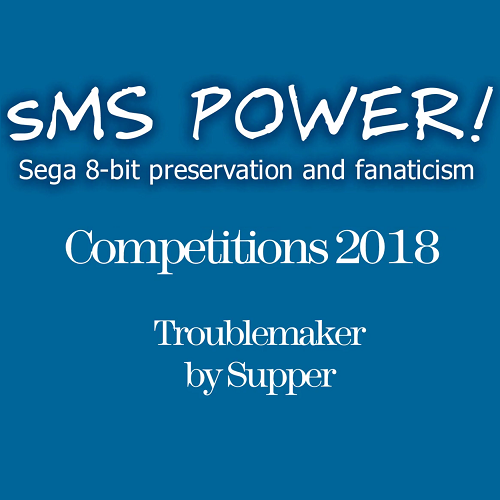 sMS POWER!
Sega 8-bit preservation and fanaticism
Competitions 2018
Troublemaker
by Supper